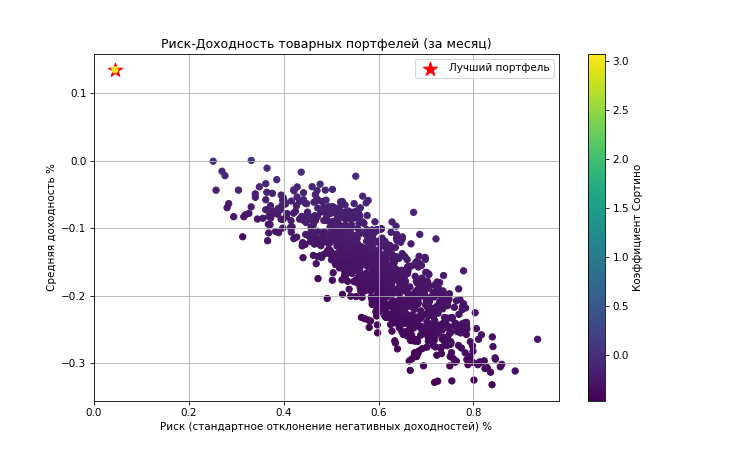 Риск-Доходность товарных портфелей (за месяц)
Лучший портфель
Средняя доходность %
0.1
0.0
−0.1
−0.2
−0.3
0.0 0.2 0.4 0.6 0.8
Риск (стандартное отклонение негативных доходностей) %
3.0
2.5
2.0
1.5
1.0
0.5
0.0
Коэффициент Сортино